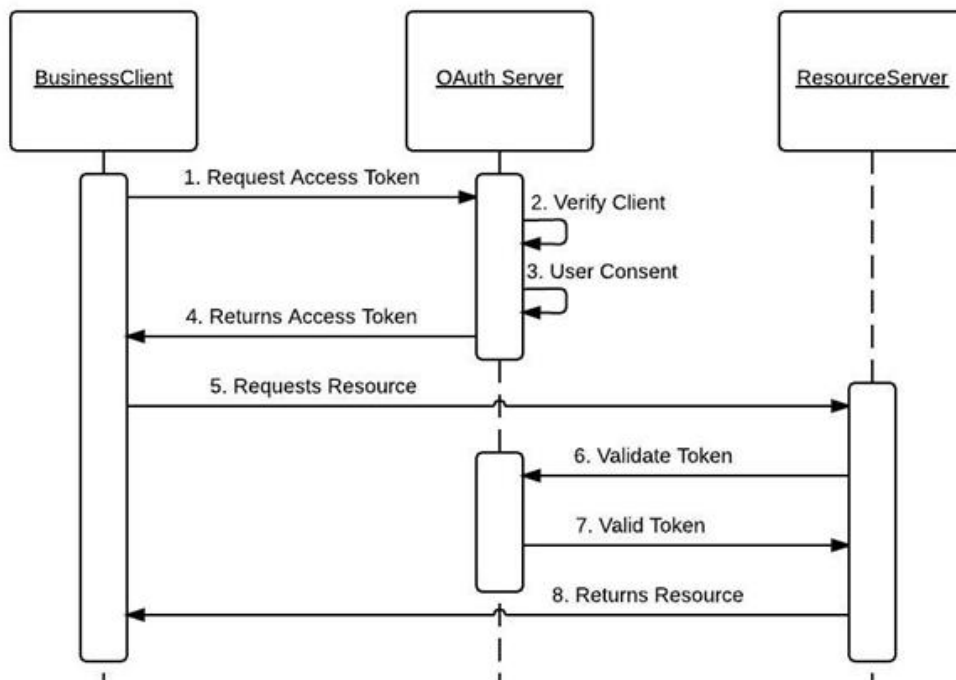 BusinessClient
OAuth Server
ResourceServer
1. Request Access Token
2. Verify Client
3. User Consent
4. Returns Access Token
5. Requests Resource
6. Validate Token
7. Valid Token
8. Returns Resource